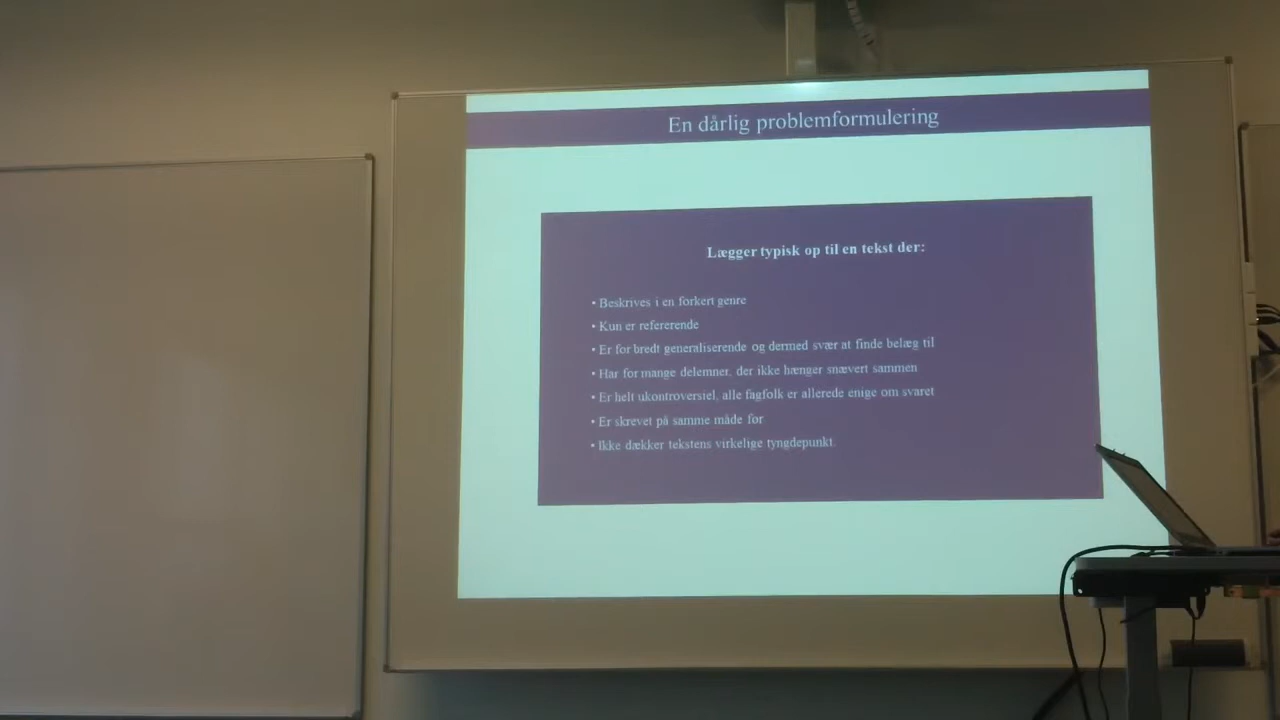 En dårlig problemformulering
Lægger typisk op til en tekst der:
• Beskrives i en forkert genre
• Kun er refererende
• Er for bredt generaliserende og dermed svær at finde belæg til
• Har for mange delemner, der ikke hænger snævert sammen
• Er helt ukontroversiel, alle fagfolk er allerede enige om svaret
• Er skrevet på samme måde før
• Ikke dækker tekstens virkelige tyngdepunkt.